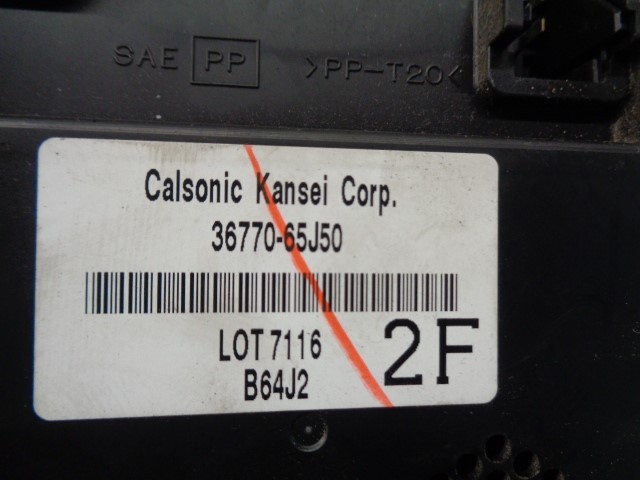 SAE PP >PP-T20<
Calsonic Kansei Corp.
36770-65J50
LOT 7116
B64J2
2F